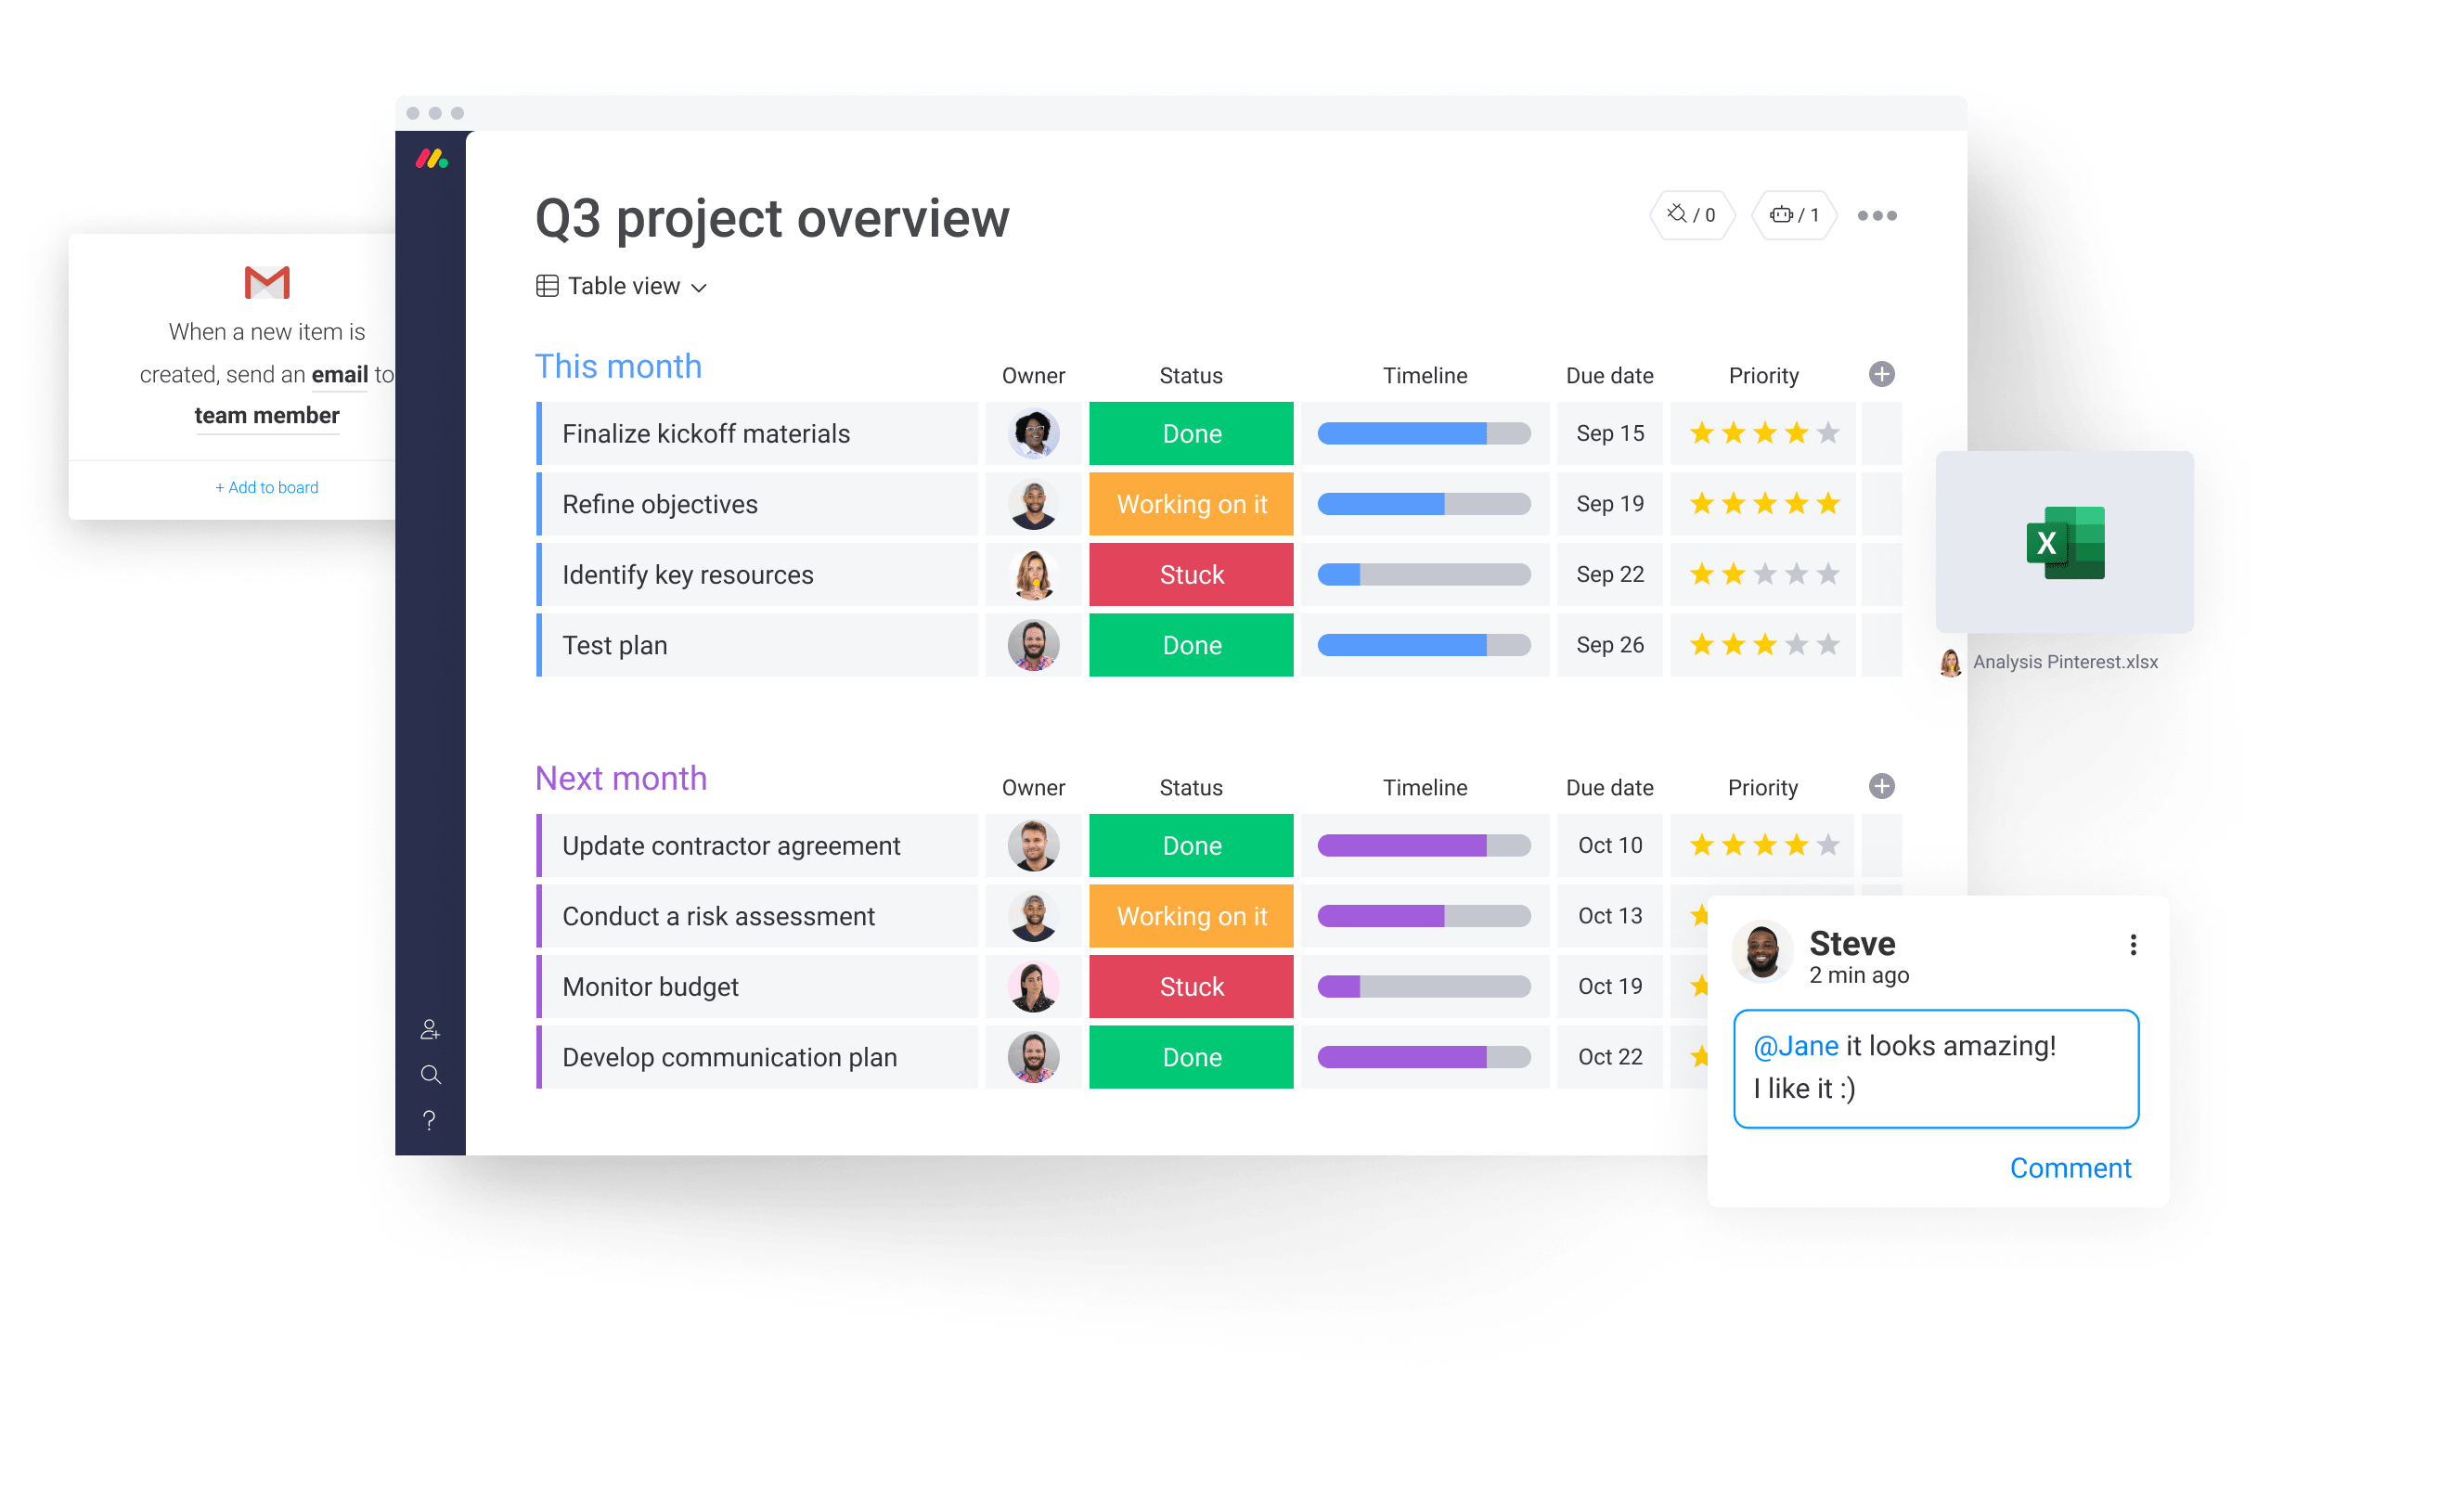 Q3 project overview
/ 0
/ 1
Table view
When a new item is
created, send an email to
team member
+ Add to board
This month Owner Status Timeline Due date Priority
Finalize kickoff materials Done Sep 15
Refine objectives Working on it Sep 19
Identify key resources Stuck Sep 22
Test plan Done Sep 26
X
Analysis Pinterest.xlsx
Next month Owner Status Timeline Due date Priority
Update contractor agreement Done Oct 10
Conduct a risk assessment Working on it Oct 13
Monitor budget Stuck Oct 19
Develop communication plan Done Oct 22
Steve
2 min ago
@Jane it looks amazing!
I like it :)
Comment
?